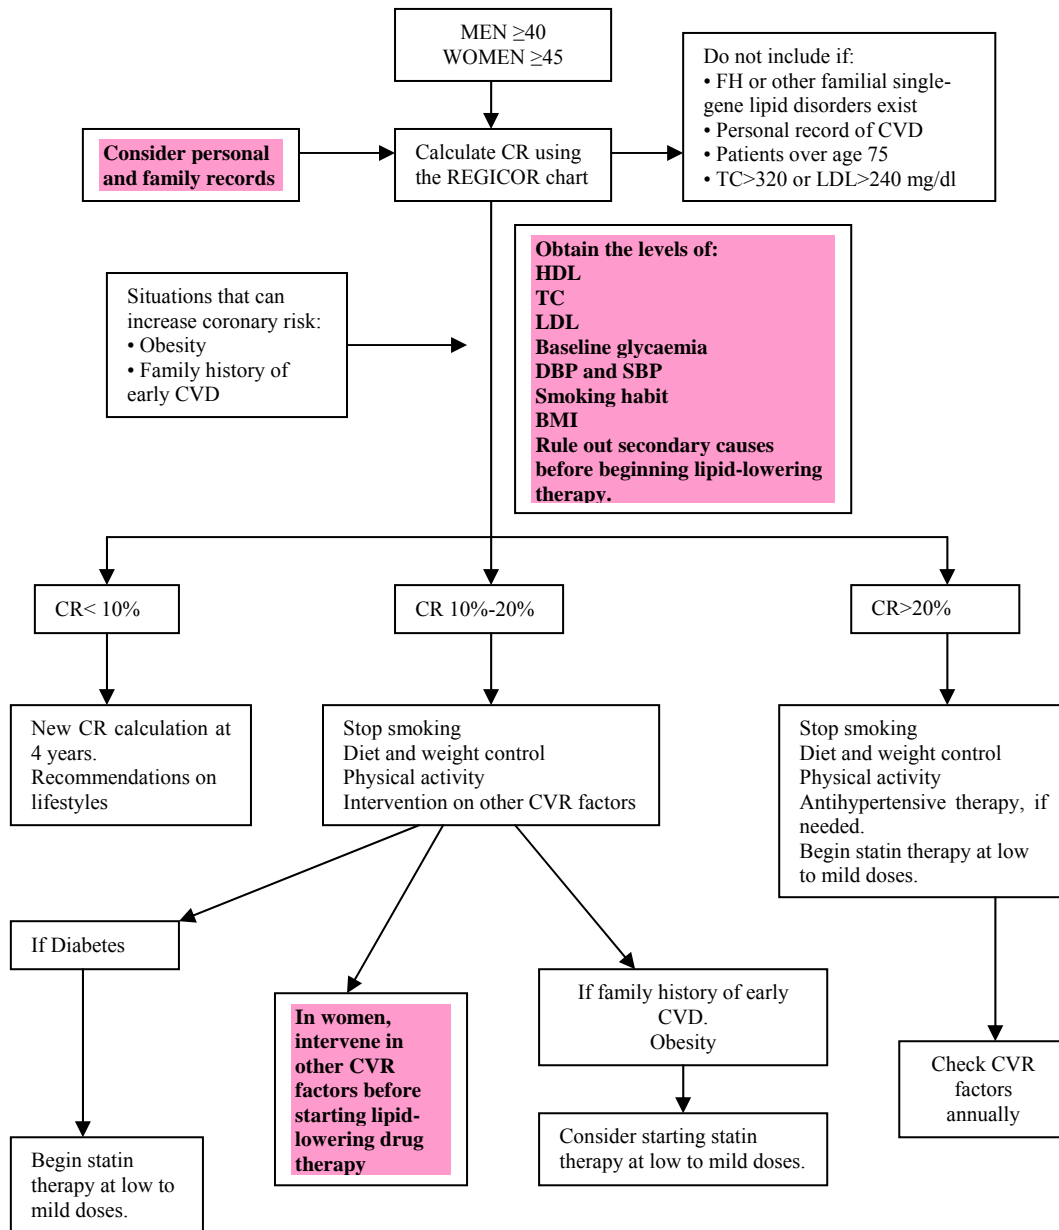 MEN ≥40
WOMEN ≥45
Do not include if:
• FH or other familial single-
gene lipid disorders exist
• Personal record of CVD
• Patients over age 75
• TC>320 or LDL>240 mg/dl
Consider personal
and family records
Calculate CR using
the REGICOR chart
Obtain the levels of:
HDL
TC
LDL
Baseline glycaemia
DBP and SBP
Smoking habit
BMI
Rule out secondary causes
before beginning lipid-lowering
therapy.
Situations that can
increase coronary risk:
• Obesity
• Family history of
early CVD
CR< 10%
CR 10%-20%
CR>20%
New CR calculation at
4 years.
Recommendations on
lifestyles
Stop smoking
Diet and weight control
Physical activity
Intervention on other CVR factors
Stop smoking
Diet and weight control
Physical activity
Antihypertensive therapy, if
needed.
Begin statin therapy at low
to mild doses.
If Diabetes
In women,
intervene in
other CVR
factors before
starting lipid-
lowering drug
therapy
If family history of early
CVD.
Obesity
Check CVR
factors
annually
Begin statin
therapy at low to
mild doses.
Consider starting statin
therapy at low to mild doses.